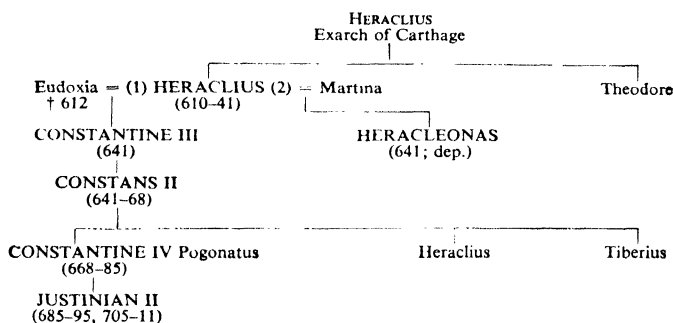 HERACLIUS
Exarch of Carthage
Eudoxia = (1) HERACLIUS (2) = Martina Theodore
† 612 (610–41)
CONSTANTINE III HERACLEONAS
(641) (641; dep.)
CONSTANS II
(641–68)
CONSTANTINE IV Pogonatus Heraclius Tiberius
(668–85)
JUSTINIAN II
(685–95, 705–11)